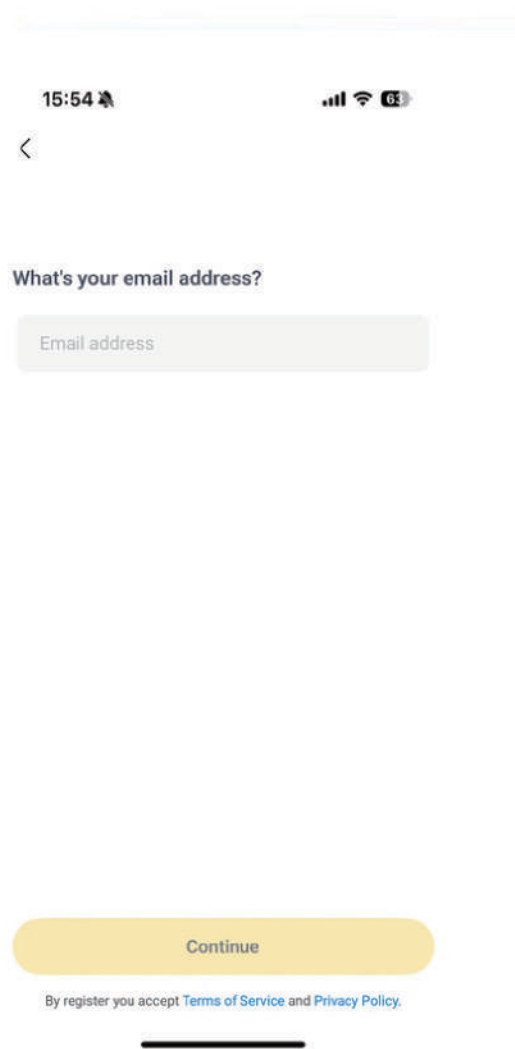 15:54
63
What's your email address?
Email address
Continue
By register you accept Terms of Service and Privacy Policy.